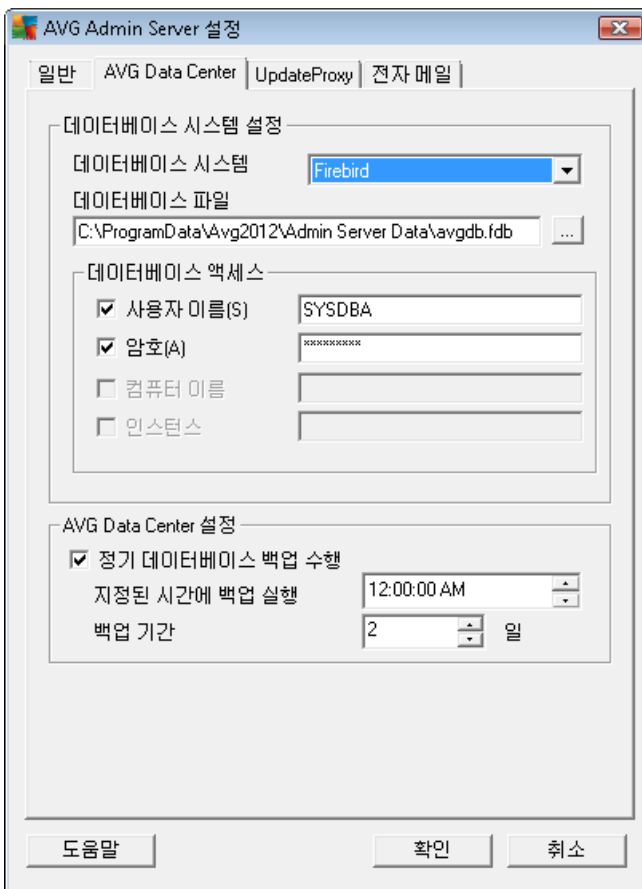 AVG Admin Server 설정
일반 AVG Data Center UpdateProxy 전자 메일
데이터베이스 시스템 설정
데이터베이스 시스템 Firebird
데이터베이스 파일
C:\ProgramData\Avg2012\Admin Server Data\avgdb.fdb ...
데이터베이스 액세스
사용자 이름(S) SYSDBA
암호(A) *********
컴퓨터 이름
인스턴스
AVG Data Center 설정
정기 데이터베이스 백업 수행
지정된 시간에 백업 실행 12:00:00 AM
백업 기간 2 일
도움말 확인 취소